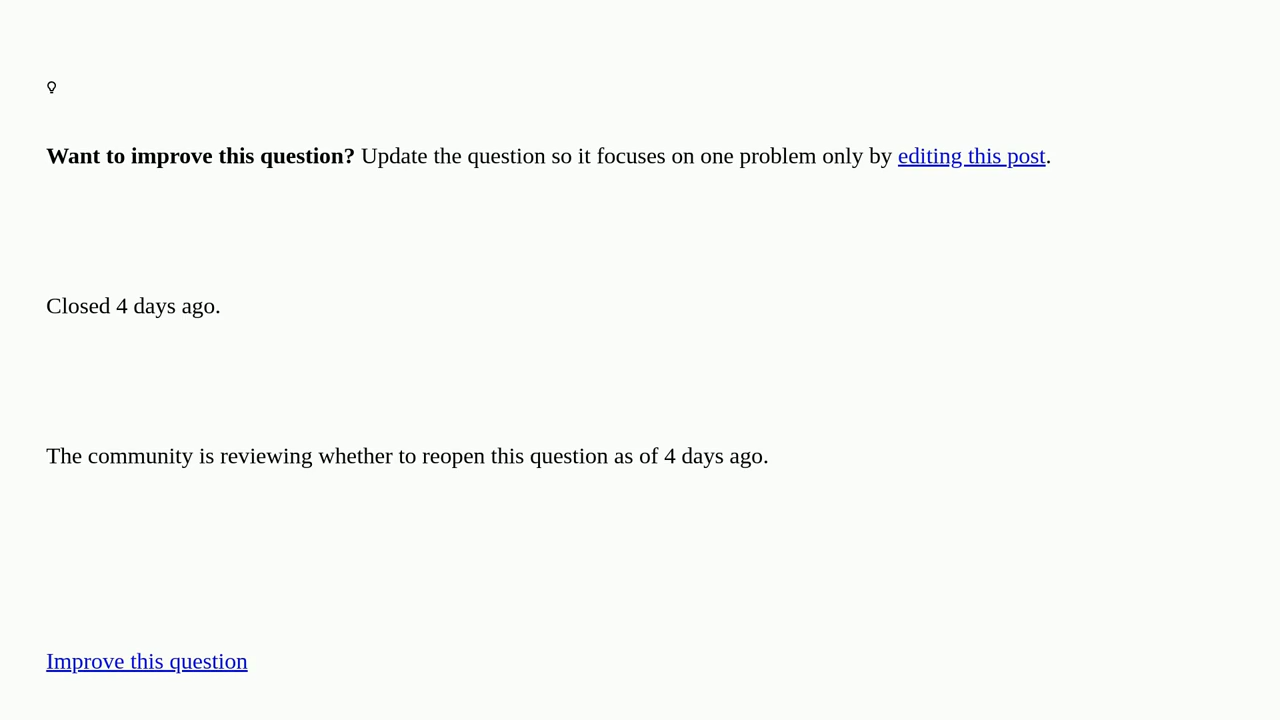 Want to improve this question? Update the question so it focuses on one problem only by editing this post.
Closed 4 days ago.
The community is reviewing whether to reopen this question as of 4 days ago.
Improve this question